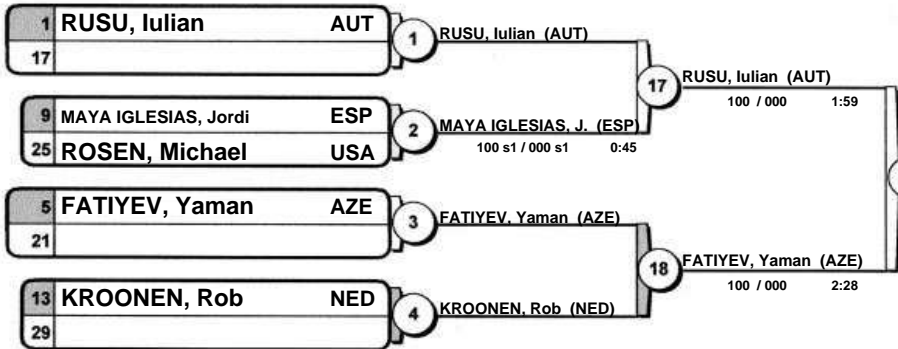 1 RUSU, Iulian AUT
17
1
RUSU, Iulian (AUT)
9 MAYA IGLESIAS, Jordi ESP
25 ROSEN, Michael USA
2
MAYA IGLESIAS, J. (ESP)
100 s1 / 000 s1 0:45
17
RUSU, Iulian (AUT)
100 / 000 1:59
5 FATIYEV, Yaman AZE
21
3
FATIYEV, Yaman (AZE)
13 KROONEN, Rob NED
29
4
KROONEN, Rob (NED)
18
FATIYEV, Yaman (AZE)
100 / 000 2:28